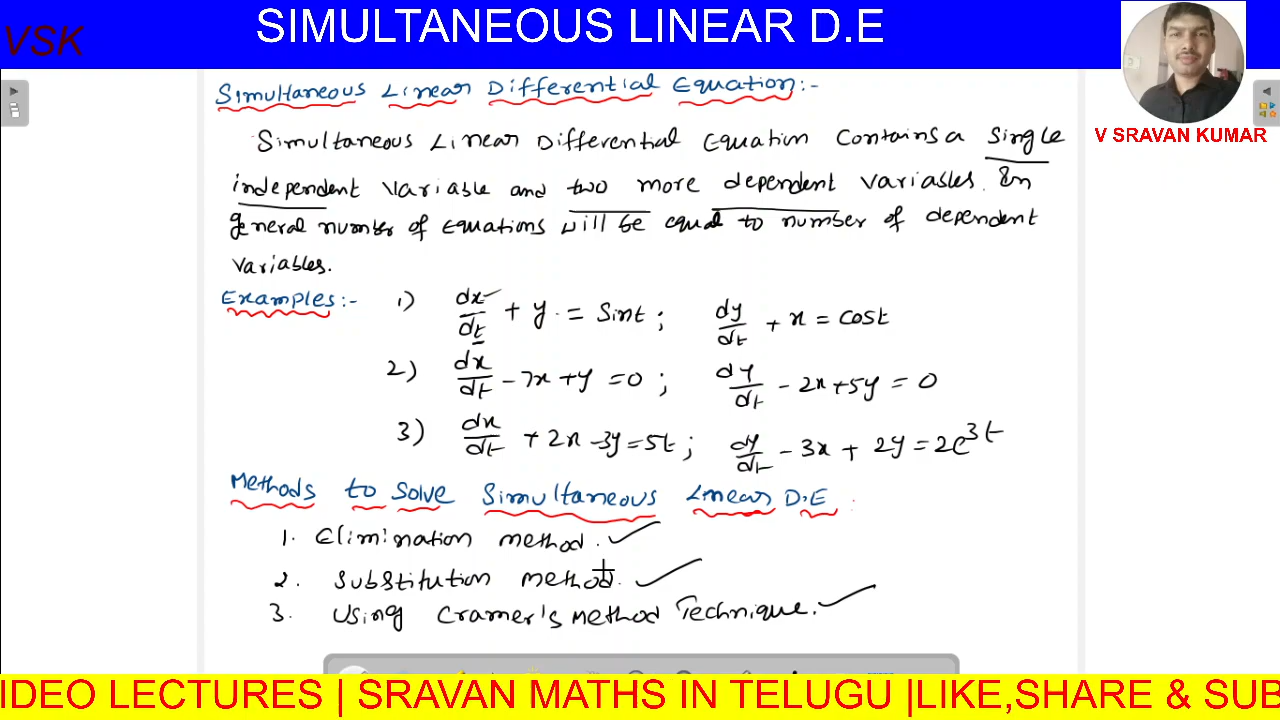 VSK
SIMULTANEOUS LINEAR D.E
V SRAVAN KUMAR
Simultaneous Linear Differential Equation:-
Simultaneous Linear Differential Equation Contains a Single
independent Variable and two more dependent Variables. In
general number of Equations will be equal to number of dependent
Variables.
Examples:- 1) dx/dt + y = Sint; dy/dt + x = cost
2) dx/dt - 7x + y = 0; dy/dt - 2x + 5y = 0
3) dx/dt + 2x - 3y = 5t; dy/dt - 3x + 2y = 2e^3t
Methods to Solve Simultaneous Linear D.E
1. Elimination method.
2. Substitution method.
3. Using Cramer's Method Technique.
IDEO LECTURES | SRAVAN MATHS IN TELUGU |LIKE,SHARE & SUB